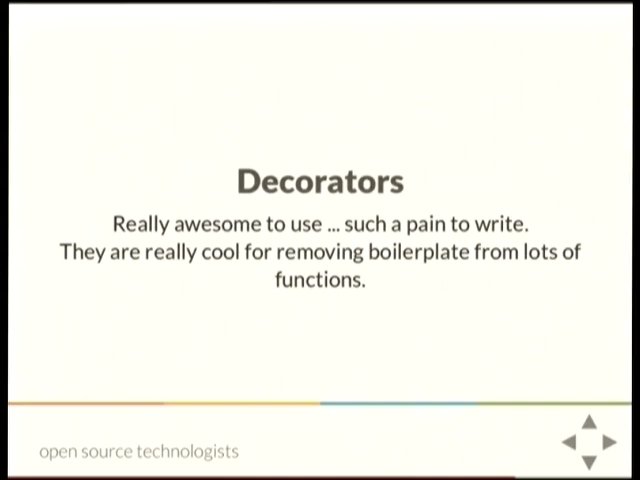 Decorators
Really awesome to use ... such a pain to write.
They are really cool for removing boilerplate from lots of
functions.
open source technologists